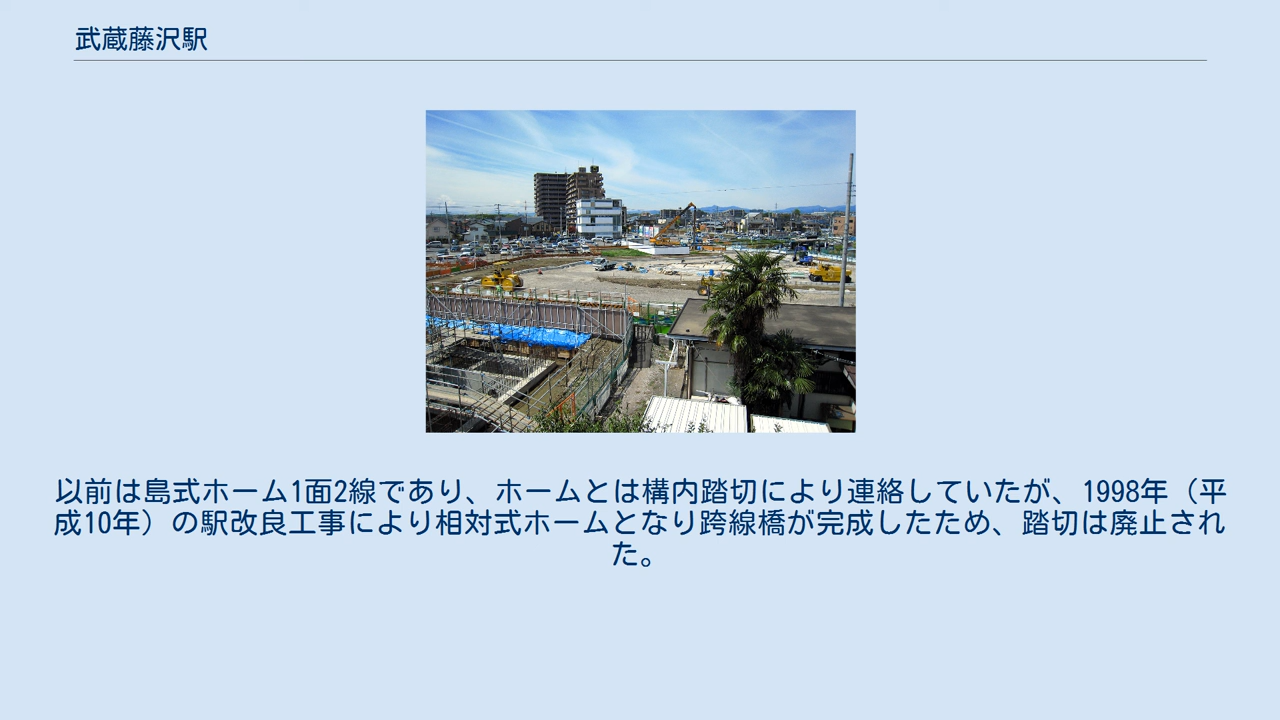 武蔵藤沢駅
以前は島式ホーム1面2線であり、ホームとは構内踏切により連絡していたが、1998年（平
成10年）の駅改良工事により相対式ホームとなり跨線橋が完成したため、踏切は廃止され
た。